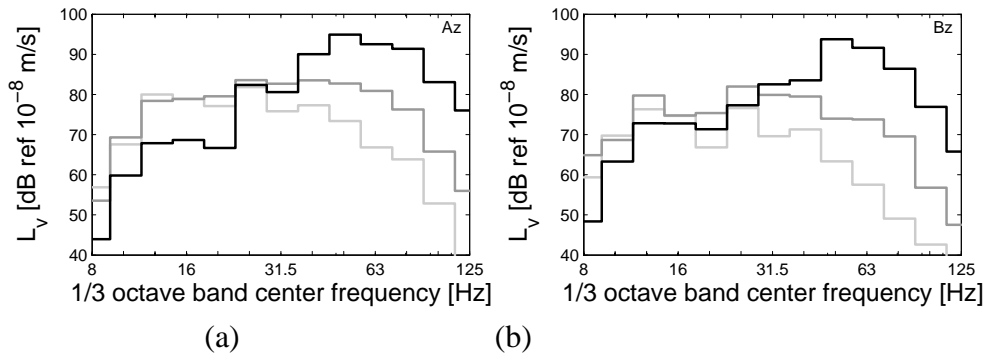 100
90
80
70
60
50
40
L_v [dB ref 10^-8 m/s]
Az
8 16 31.5 63 125
1/3 octave band center frequency [Hz]
(a)
100
90
80
70
60
50
40
L_v [dB ref 10^-8 m/s]
Bz
8 16 31.5 63 125
1/3 octave band center frequency [Hz]
(b)